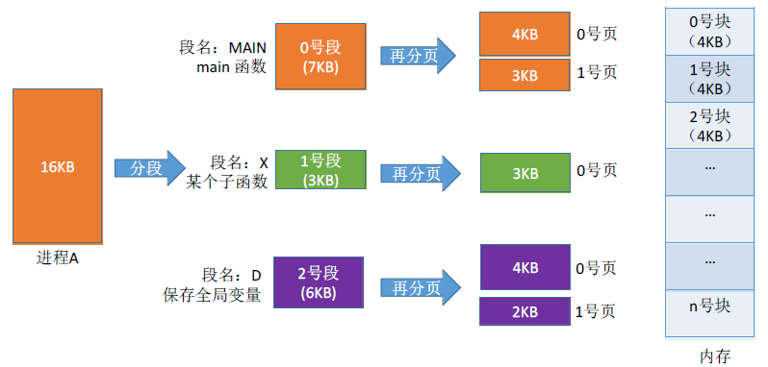 16KB
进程A
分段
段名：MAIN
main 函数
0号段
(7KB)
再分页
4KB
0号页
3KB
1号页
段名：X
某个子函数
1号段
(3KB)
再分页
3KB
0号页
段名：D
保存全局变量
2号段
(6KB)
再分页
4KB
0号页
2KB
1号页
0号块
（4KB）
1号块
（4KB）
2号块
（4KB）
...
...
...
n号块
内存